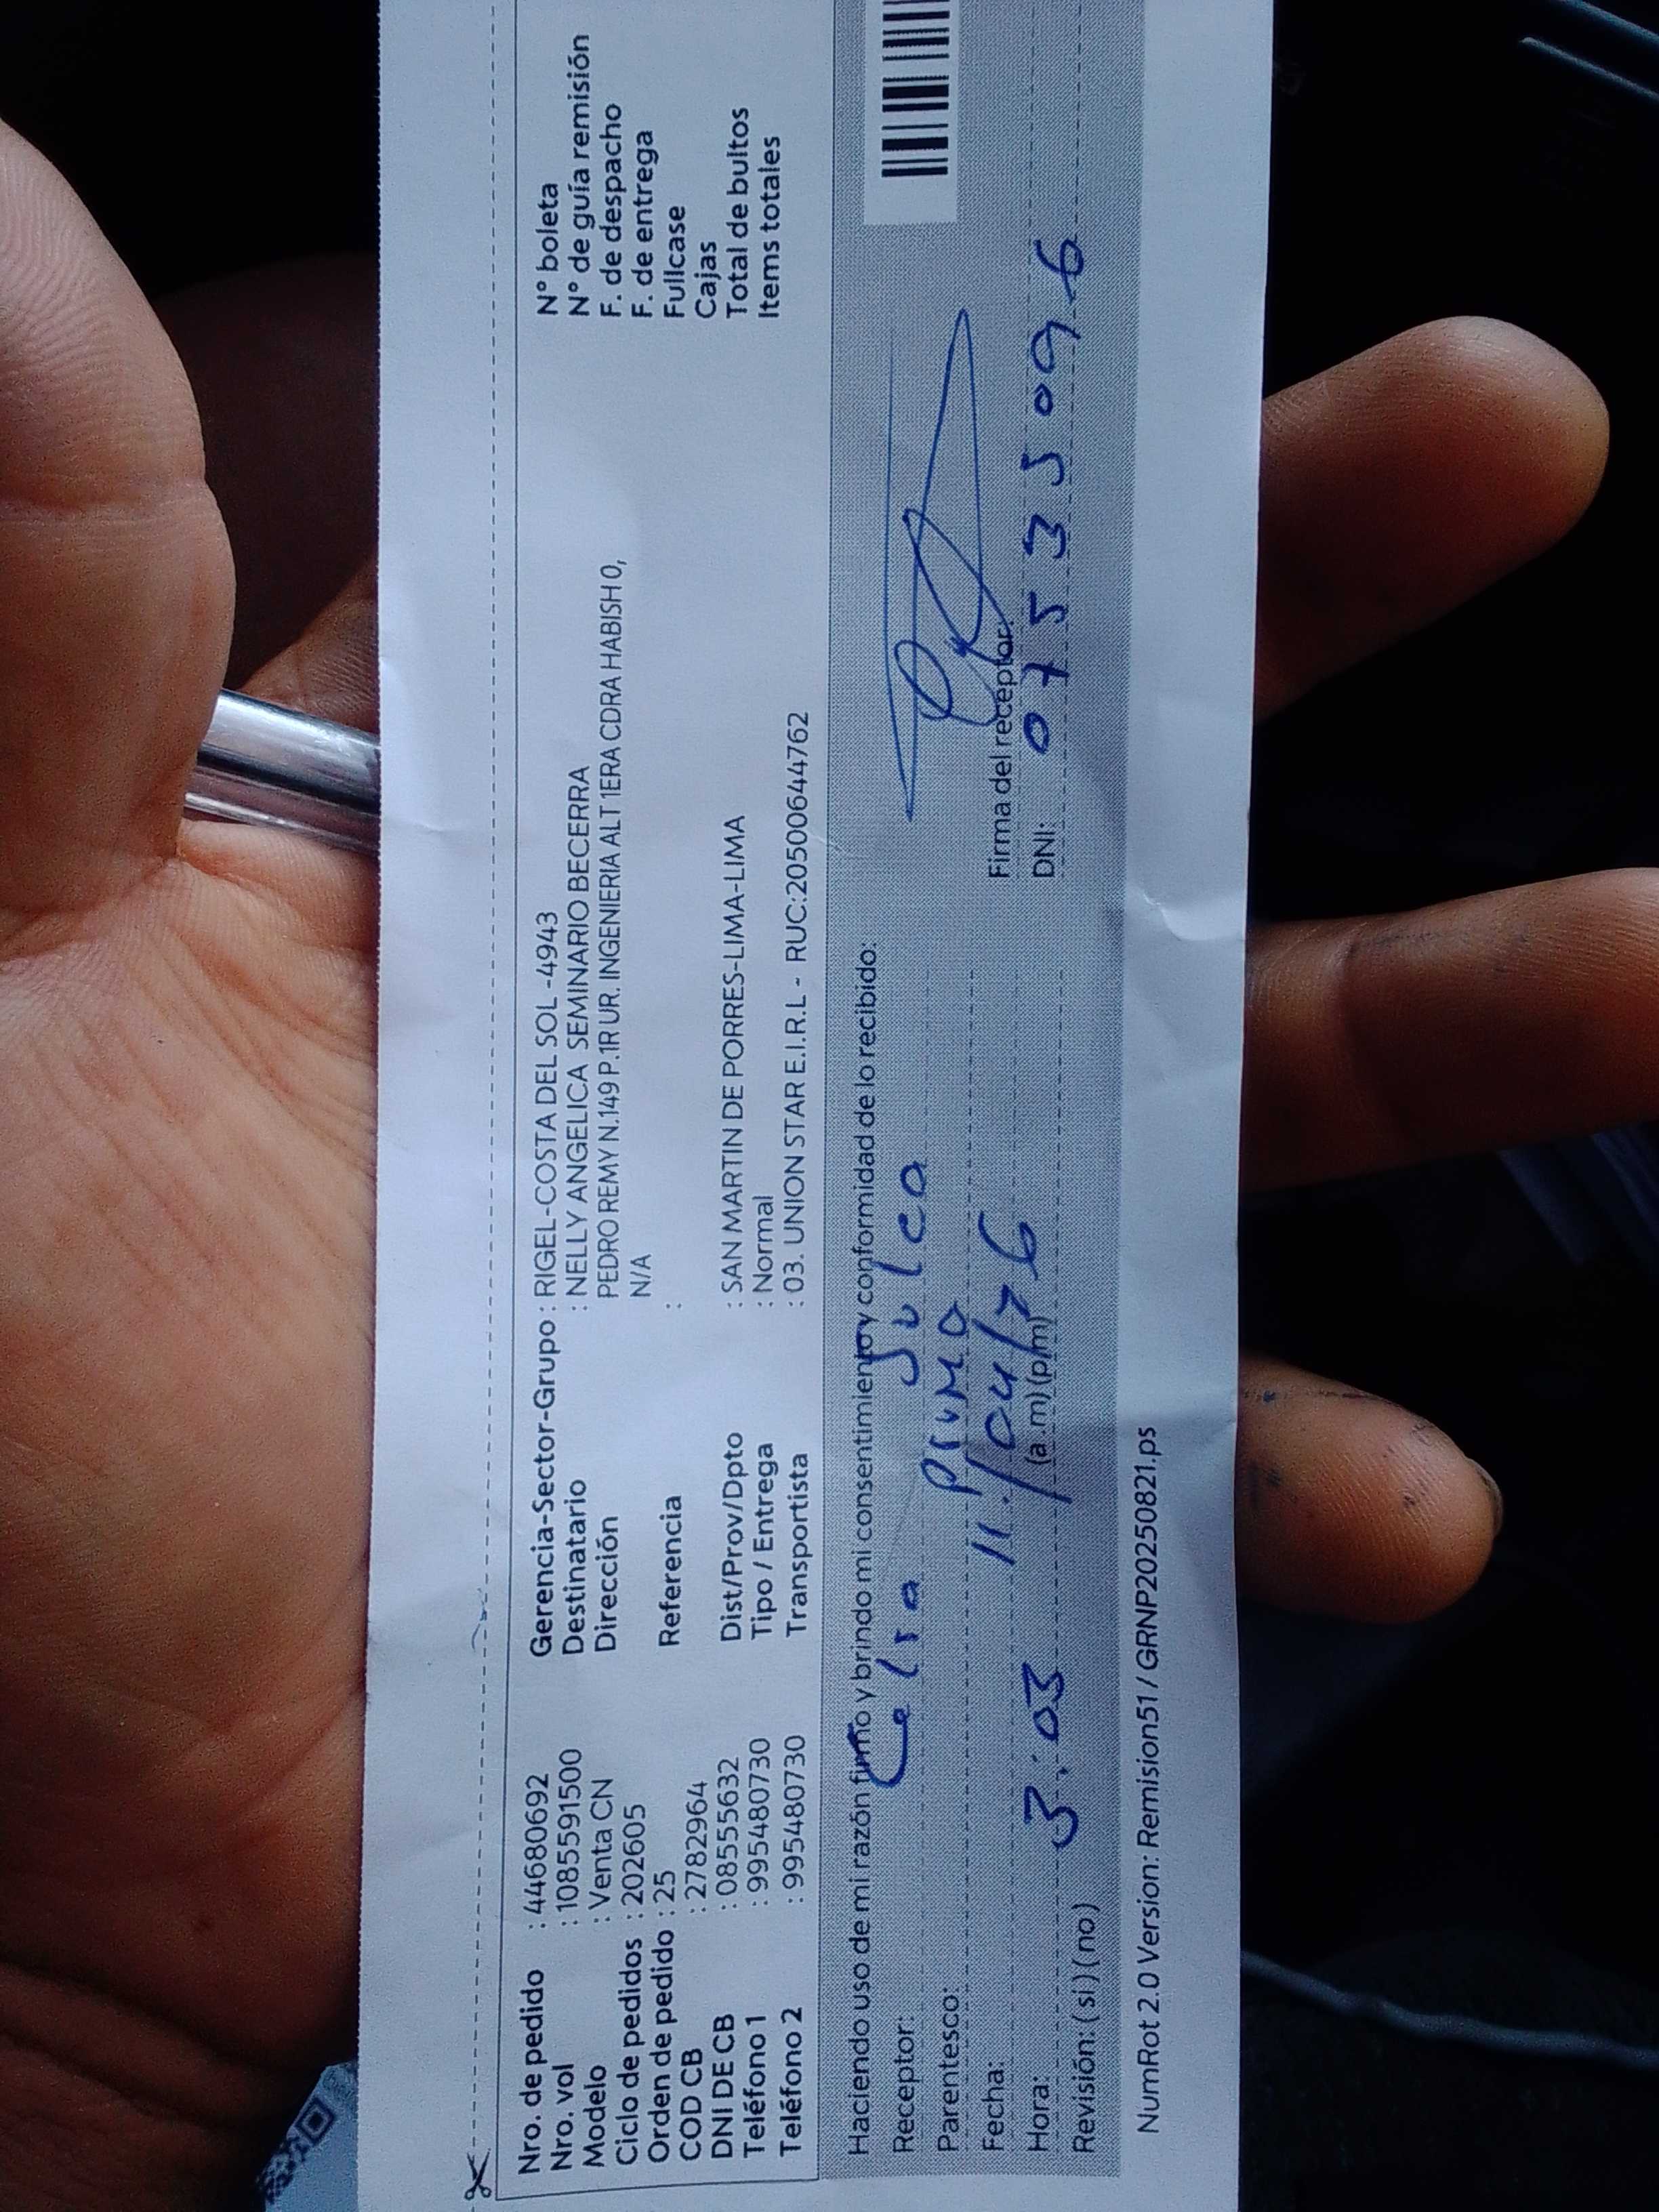 Nro. de pedido : 44680692
Nro. vol : 1085591500
Modelo : Venta CN
Ciclo de pedidos : 202605
Orden de pedido : 25
COD CB : 2782964
DNI DE CB : 08555632
Teléfono 1 : 995480730
Teléfono 2 : 995480730
Gerencia-Sector-Grupo : RIGEL-COSTA DEL SOL -4943
Destinatario : NELLY ANGELICA SEMINARIO BECERRA
Dirección PEDRO REMY N.149 P.1R UR. INGENIERIA ALT 1ERA CDRA HABISH 0,
N/A
Referencia :
Dist/Prov/Dpto : SAN MARTIN DE PORRES-LIMA-LIMA
Tipo / Entrega : Normal
Transportista : 03. UNION STAR E.I.R.L - RUC:20500644762
N° boleta
N° de guía remisión
F. de despacho
F. de entrega
Fullcase
Cajas
Total de bultos
Items totales
Haciendo uso de mi razón firmo y brindo mi consentimiento y conformidad de lo recibido:
Receptor: Celso Sulca
Parentesco: Primo
Fecha: 11/04/26
Hora: 3:03 (a.m) (p.m)
Revisión: ( si ) ( no )
Firma del receptor:
DNI: 07535096
NumRot 2.0 Version: Remision51 / GRNP20250821.ps